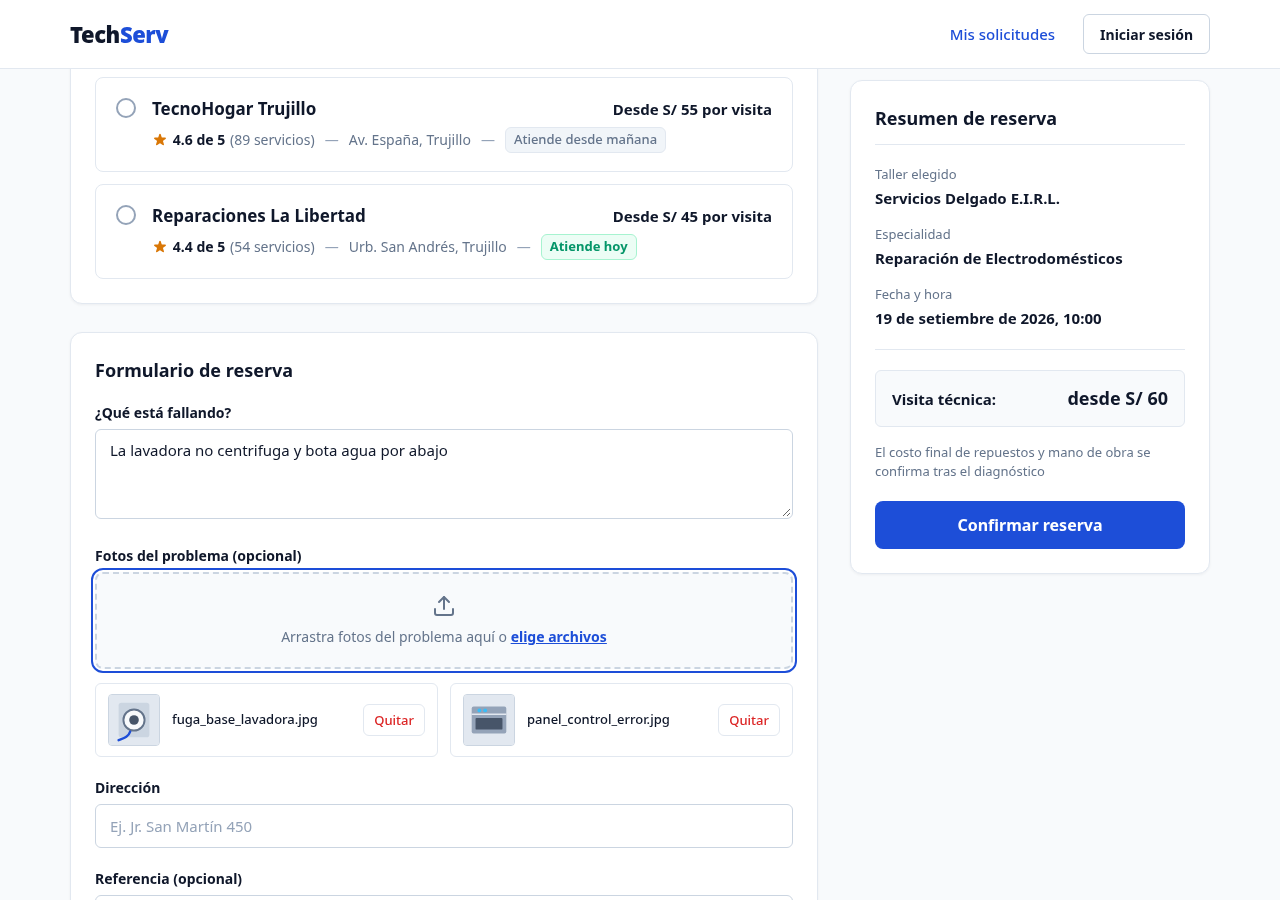 TechServ
Mis solicitudes
Iniciar sesión
TecnoHogar Trujillo
Desde S/ 55 por visita
4.6 de 5 (89 servicios) — Av. España, Trujillo — Atiende desde mañana
Reparaciones La Libertad
Desde S/ 45 por visita
4.4 de 5 (54 servicios) — Urb. San Andrés, Trujillo — Atiende hoy
Formulario de reserva
¿Qué está fallando?
La lavadora no centrifuga y bota agua por abajo
Fotos del problema (opcional)
Arrastra fotos del problema aquí o elige archivos
fuga_base_lavadora.jpg
Quitar
panel_control_error.jpg
Quitar
Dirección
Ej. Jr. San Martín 450
Referencia (opcional)
Resumen de reserva
Taller elegido
Servicios Delgado E.I.R.L.
Especialidad
Reparación de Electrodomésticos
Fecha y hora
19 de setiembre de 2026, 10:00
Visita técnica:
desde S/ 60
El costo final de repuestos y mano de obra se
confirma tras el diagnóstico
Confirmar reserva